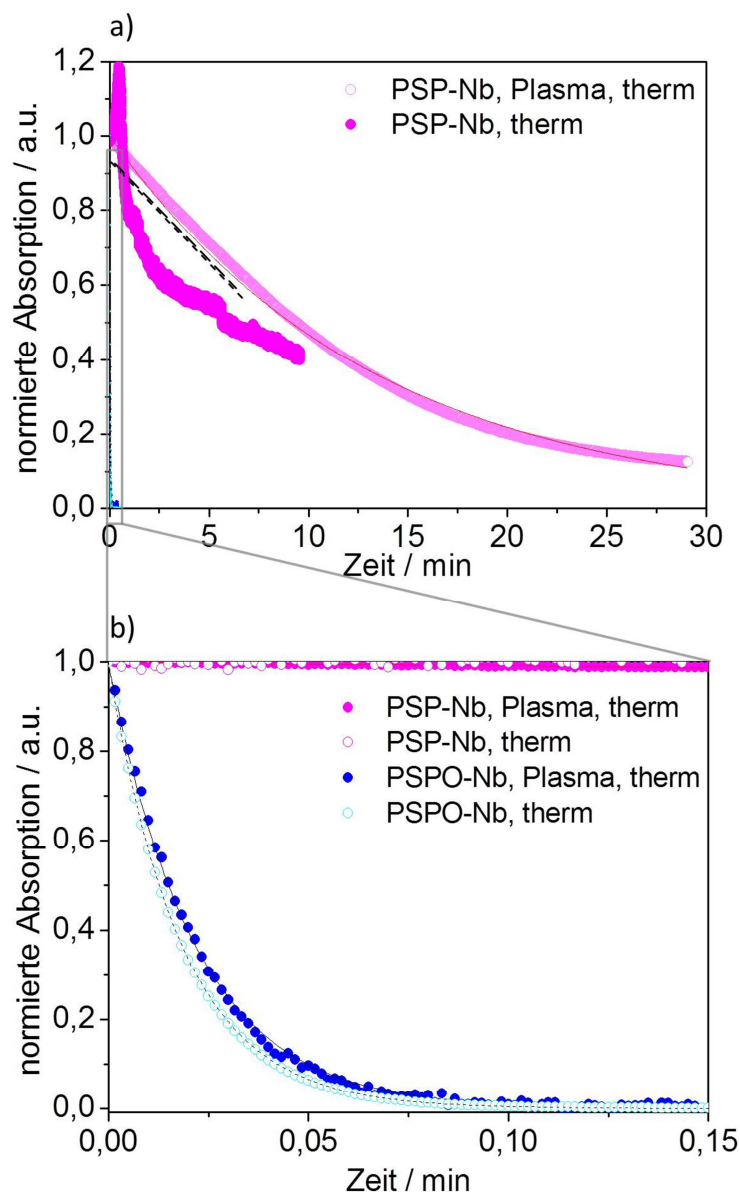 a)
1,2
1,0
0,8
0,6
0,4
0,2
0,0
normierte Absorption / a.u.
PSP-Nb, Plasma, therm
PSP-Nb, therm
0 5 10 15 20 25 30
Zeit / min
b)
1,0
0,8
0,6
0,4
0,2
0,0
normierte Absorption / a.u.
PSP-Nb, Plasma, therm
PSP-Nb, therm
PSPO-Nb, Plasma, therm
PSPO-Nb, therm
0,00 0,05 0,10 0,15
Zeit / min